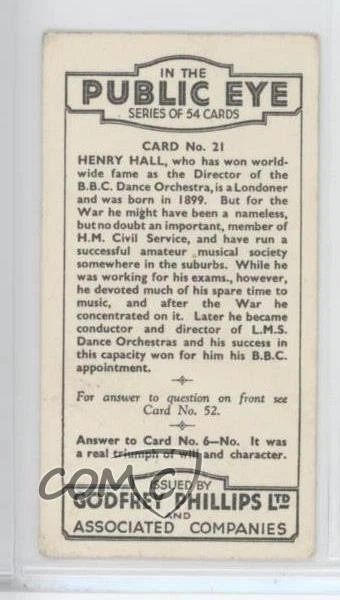 IN THE
PUBLIC EYE
SERIES OF 54 CARDS
CARD No. 21
HENRY HALL, who has won world-
wide fame as the Director of the
B.B.C. Dance Orchestra, is a Londoner
and was born in 1899. But for the
War he might have been a nameless,
but no doubt an important, member of
H.M. Civil Service, and have run a
successful amateur musical society
somewhere in the suburbs. While he
was working for his exams., however,
he devoted much of his spare time to
music, and after the War he
concentrated on it. Later he became
conductor and director of L.M.S.
Dance Orchestras and his success in
this capacity won for him his B.B.C.
appointment.
For answer to question on front see
Card No. 52.
Answer to Card No. 6—No. It was
a real triumph of will and character.
COMC
ISSUED BY
GODFREY PHILLIPS LTD
AND
ASSOCIATED COMPANIES